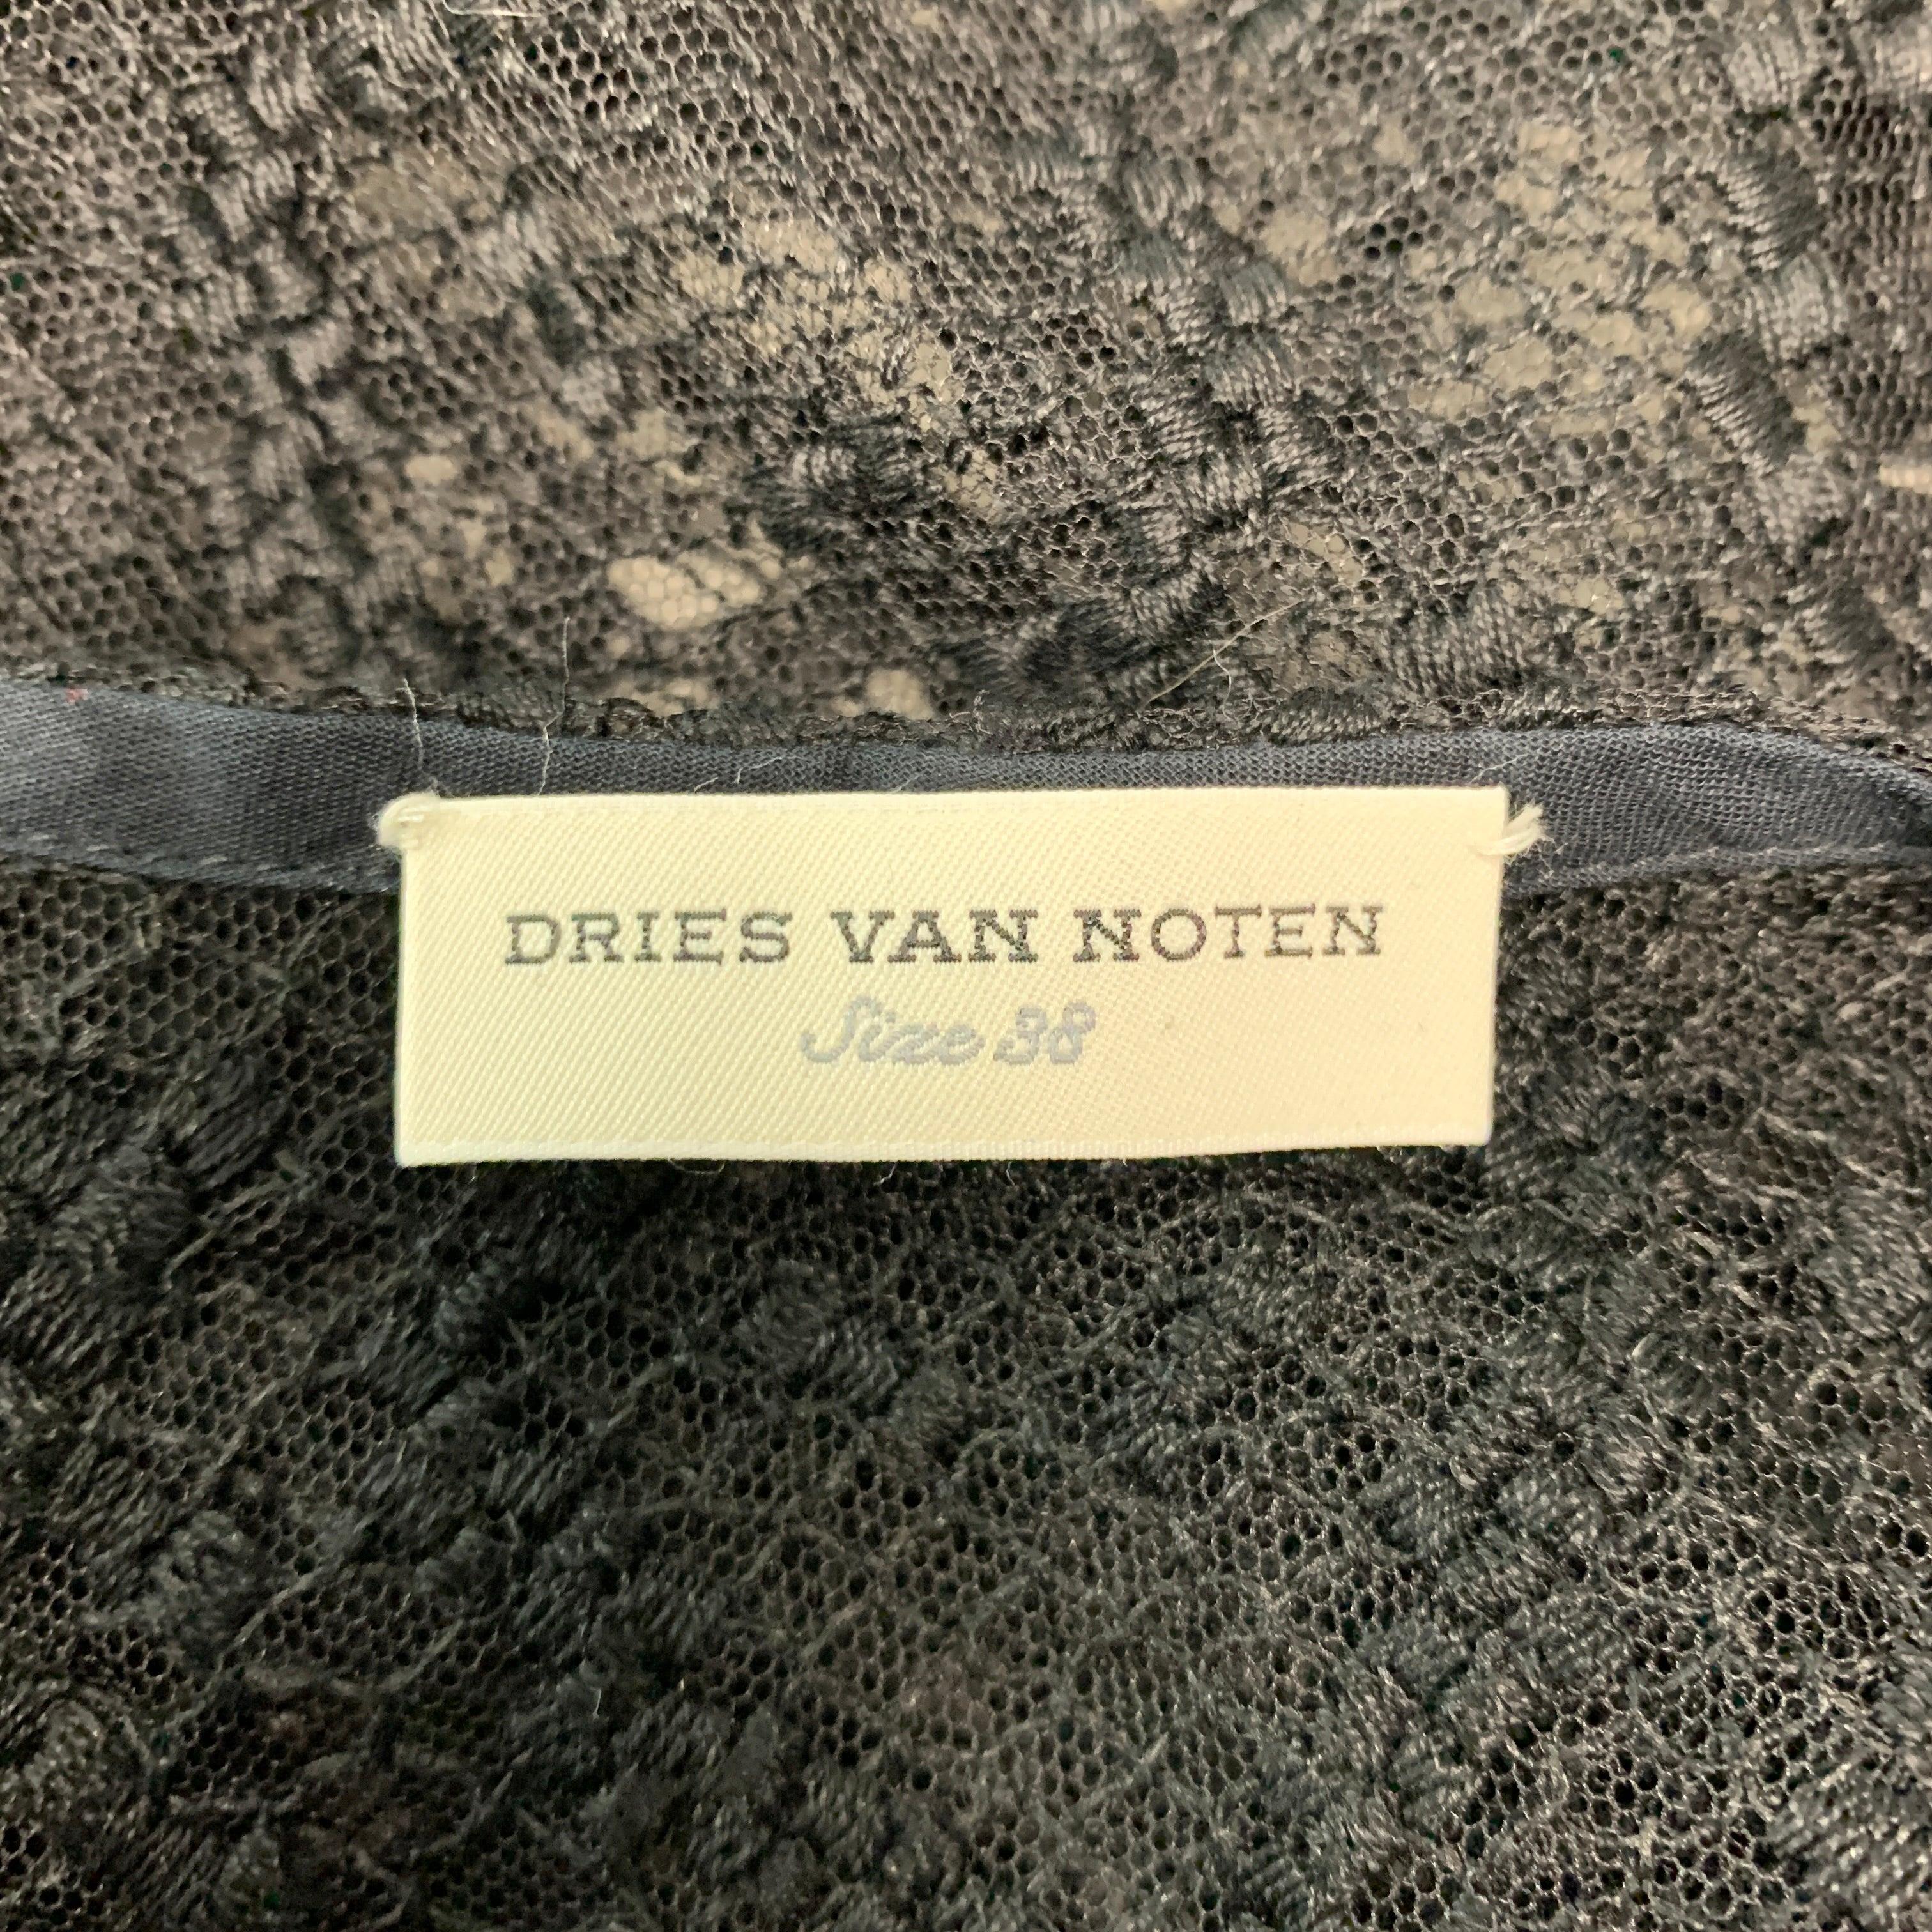 DRIES VAN NOTEN
Size 38